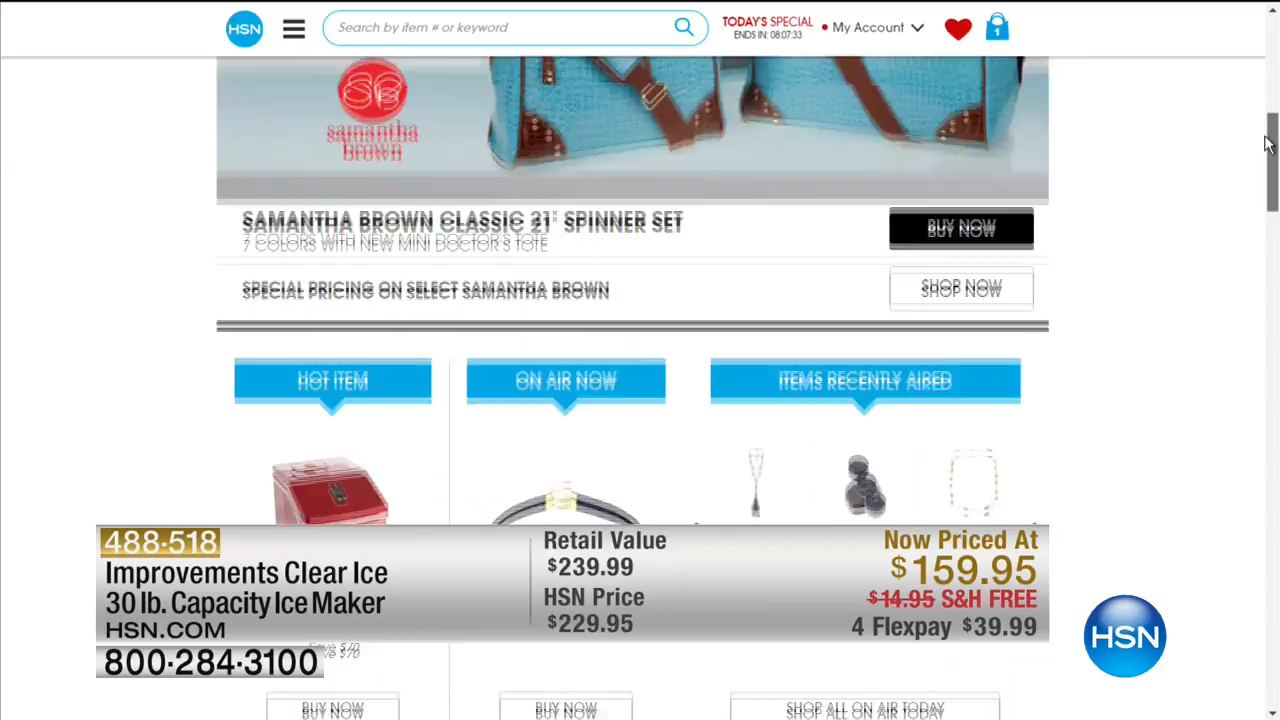 HSN
Search by item # or keyword
TODAY'S SPECIAL
ENDS IN: 08:07:33
My Account
1
samantha
brown
SAMANTHA BROWN CLASSIC 21" SPINNER SET
BUY NOW
7 COLORS WITH NEW MINI DOCTOR'S TOTE
SPECIAL PRICING ON SELECT SAMANTHA BROWN
SHOP NOW
HOT ITEM
ON AIR NOW
ITEMS RECENTLY AIRED
488-518
Improvements Clear Ice
30 lb. Capacity Ice Maker
HSN.COM
800-284-3100
Retail Value
$239.99
HSN Price
$229.95
Now Priced At
$159.95
$14.95 S&H FREE
4 Flexpay $39.99
HSN
Save $70
BUY NOW
BUY NOW
SHOP ALL ON AIR TODAY